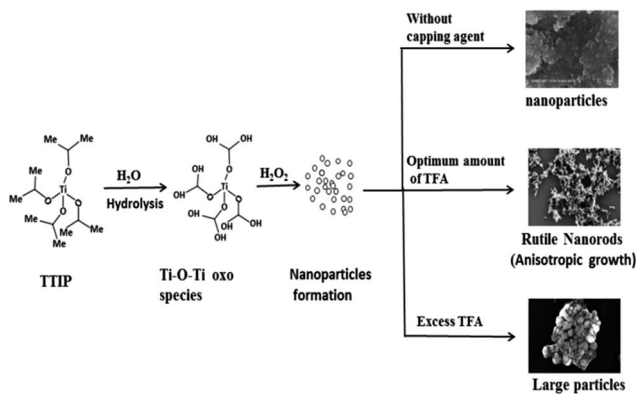 Without
capping agent
nanoparticles
Me
Me
O
Me
Me
O
Ti
O
O
Me
Me
Me
Me
TTIP
H₂O
Hydrolysis
OH
OH
O
OH
OH
O
Ti
O
O
OH
OH
OH
OH
Ti-O-Ti oxo
species
H₂O₂
Nanoparticles
formation
Optimum amount
of TFA
Rutile Nanorods
(Anisotropic growth)
Excess TFA
Large particles